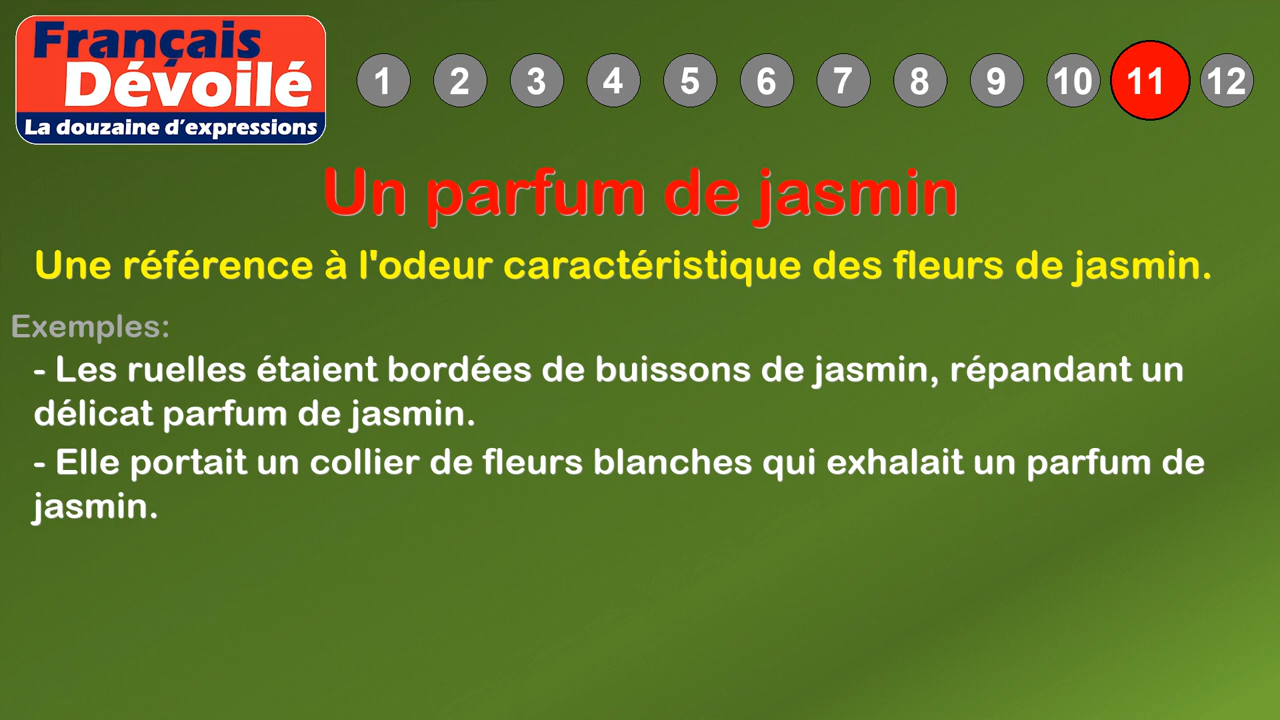 Français
Dévoilé
La douzaine d'expressions
1 2 3 4 5 6 7 8 9 10 11 12
Un parfum de jasmin
Une référence à l'odeur caractéristique des fleurs de jasmin.
Exemples:
- Les ruelles étaient bordées de buissons de jasmin, répandant un
délicat parfum de jasmin.
- Elle portait un collier de fleurs blanches qui exhalait un parfum de
jasmin.